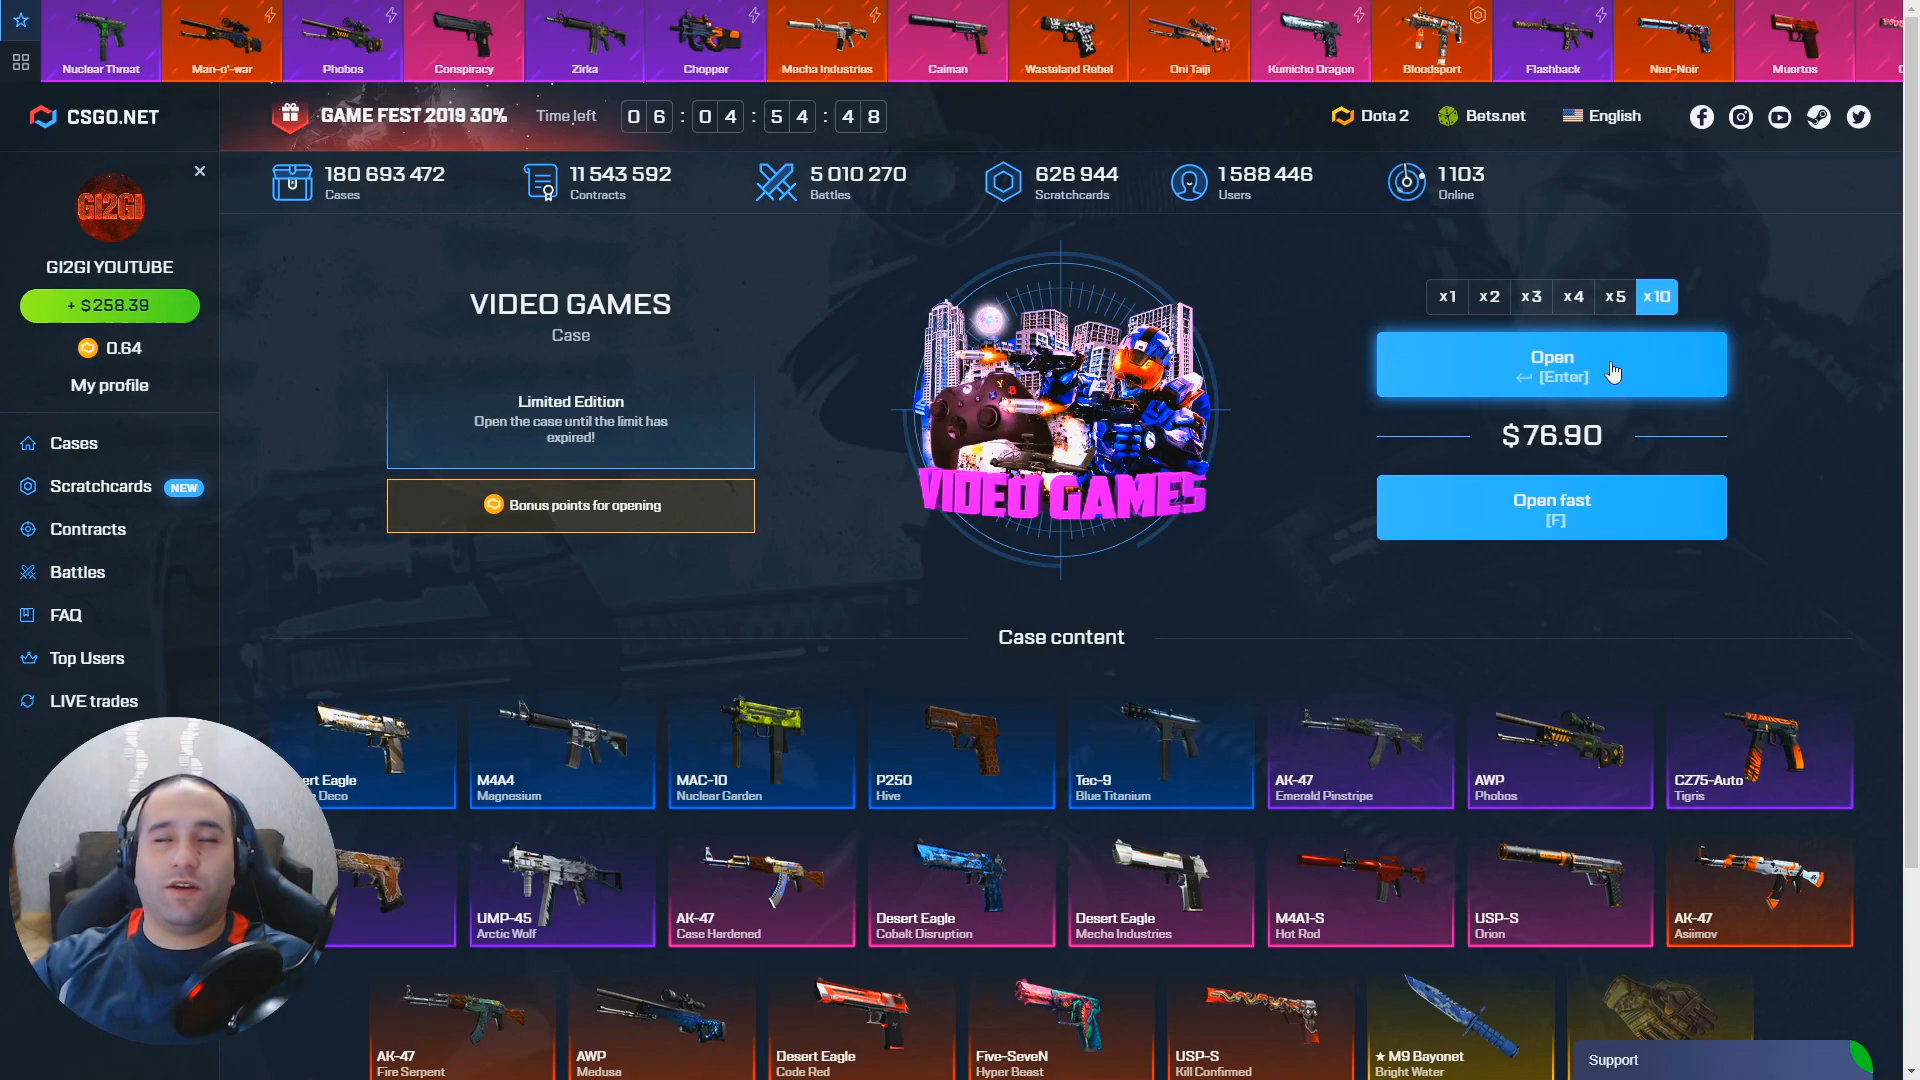 Nuclear Threat
Man-o'-war
Phobos
Conspiracy
Zirka
Chopper
Mecha Industries
Caiman
Wasteland Rebel
Oni Taiji
Kumicho Dragon
Bloodsport
Flashback
Neo-Noir
Muertos
CSGO.NET
GAME FEST 2019 30%
Time left
0 6 : 0 4 : 5 4 : 4 8
Dota 2
Bets.net
English
180 693 472
Cases
11 543 592
Contracts
5 010 270
Battles
626 944
Scratchcards
1 588 446
Users
1 103
Online
GI2GI
GI2GI YOUTUBE
+ $258.39
0.64
My profile
Cases
Scratchcards NEW
Contracts
Battles
FAQ
Top Users
LIVE trades
VIDEO GAMES
Case
Limited Edition
Open the case until the limit has
expired!
Bonus points for opening
VIDEO GAMES
x1 x2 x3 x4 x5 x10
Open
[Enter]
$76.90
Open fast
[F]
Case content
ert Eagle
Deco
M4A4
Magnesium
MAC-10
Nuclear Garden
P250
Hive
Tec-9
Blue Titanium
AK-47
Emerald Pinstripe
AWP
Phobos
CZ75-Auto
Tigris
UMP-45
Arctic Wolf
AK-47
Case Hardened
Desert Eagle
Cobalt Disruption
Desert Eagle
Mecha Industries
M4A1-S
Hot Rod
USP-S
Orion
AK-47
Asiimov
AK-47
Fire Serpent
AWP
Medusa
Desert Eagle
Code Red
Five-SeveN
Hyper Beast
USP-S
Kill Confirmed
★ M9 Bayonet
Bright Water
Support